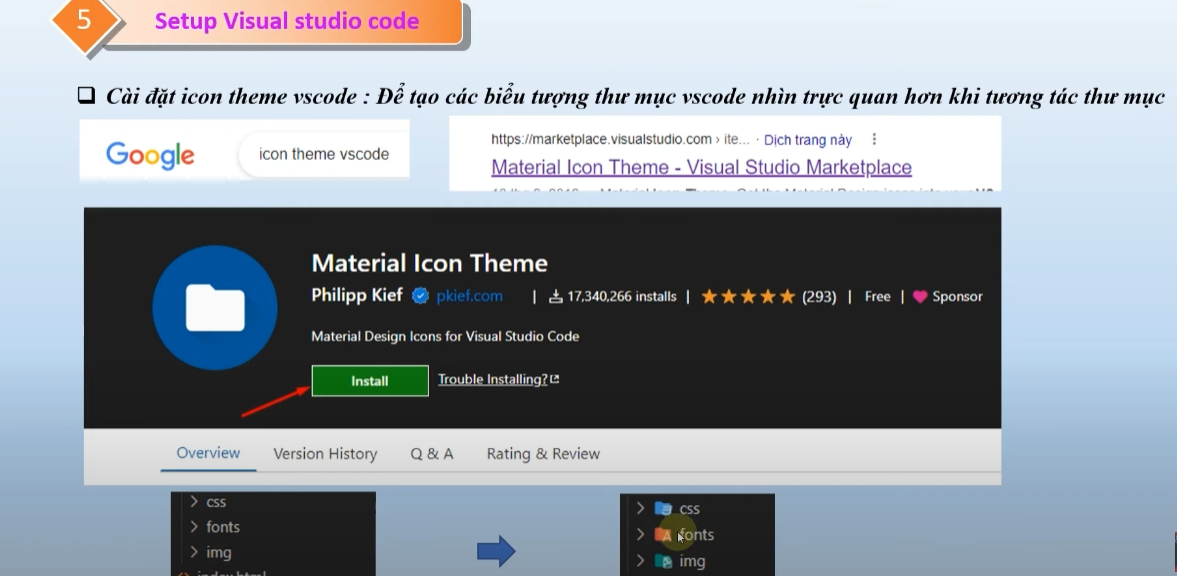 5 Setup Visual studio code
Cài đặt icon theme vscode : Để tạo các biểu tượng thư mục vscode nhìn trực quan hơn khi tương tác thư mục
Google icon theme vscode
https://marketplace.visualstudio.com › ite... · Dịch trang này
Material Icon Theme - Visual Studio Marketplace
Material Icon Theme
Philipp Kief pkief.com | 17,340,266 installs | (293) | Free | Sponsor
Material Design Icons for Visual Studio Code
Install Trouble Installing?
Overview Version History Q & A Rating & Review
css
fonts
img
css
fonts
img